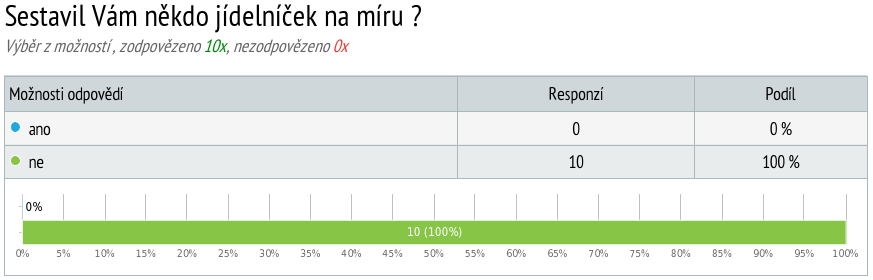 Sestavil Vám někdo jídelníček na míru ?
Výběr z možností , zodpovězeno 10x, nezodpovězeno 0x
Možnosti odpovědí Responzí Podíl
ano 0 0 %
ne 10 100 %
0%
10 (100%)
0% 5% 10% 15% 20% 25% 30% 35% 40% 45% 50% 55% 60% 65% 70% 75% 80% 85% 90% 95% 100%